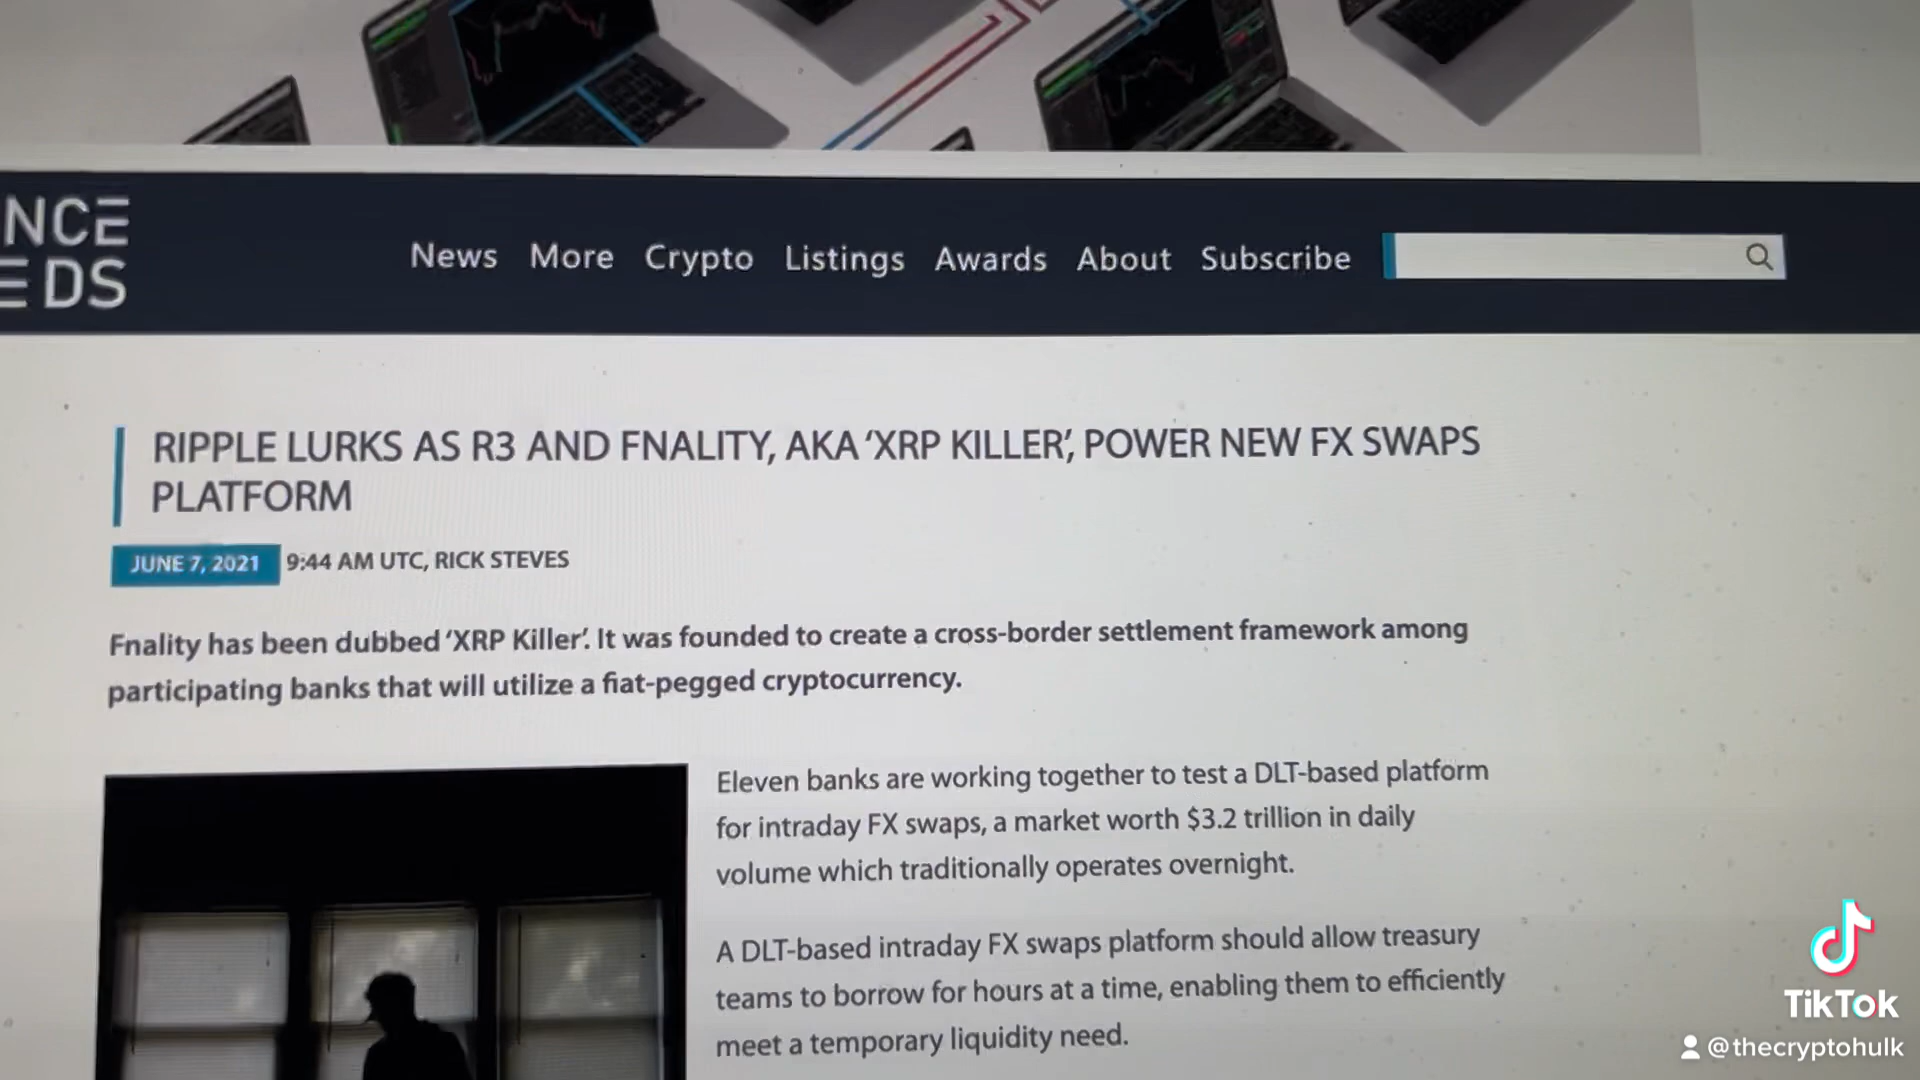 NCE
EDS
News More Crypto Listings Awards About Subscribe
RIPPLE LURKS AS R3 AND FNALITY, AKA ‘XRP KILLER’, POWER NEW FX SWAPS
PLATFORM
JUNE 7, 2021 9:44 AM UTC, RICK STEVES
Fnality has been dubbed ‘XRP Killer’. It was founded to create a cross-border settlement framework among
participating banks that will utilize a fiat-pegged cryptocurrency.
Eleven banks are working together to test a DLT-based platform
for intraday FX swaps, a market worth $3.2 trillion in daily
volume which traditionally operates overnight.
A DLT-based intraday FX swaps platform should allow treasury
teams to borrow for hours at a time, enabling them to efficiently
meet a temporary liquidity need.
TikTok
@thecryptohulk